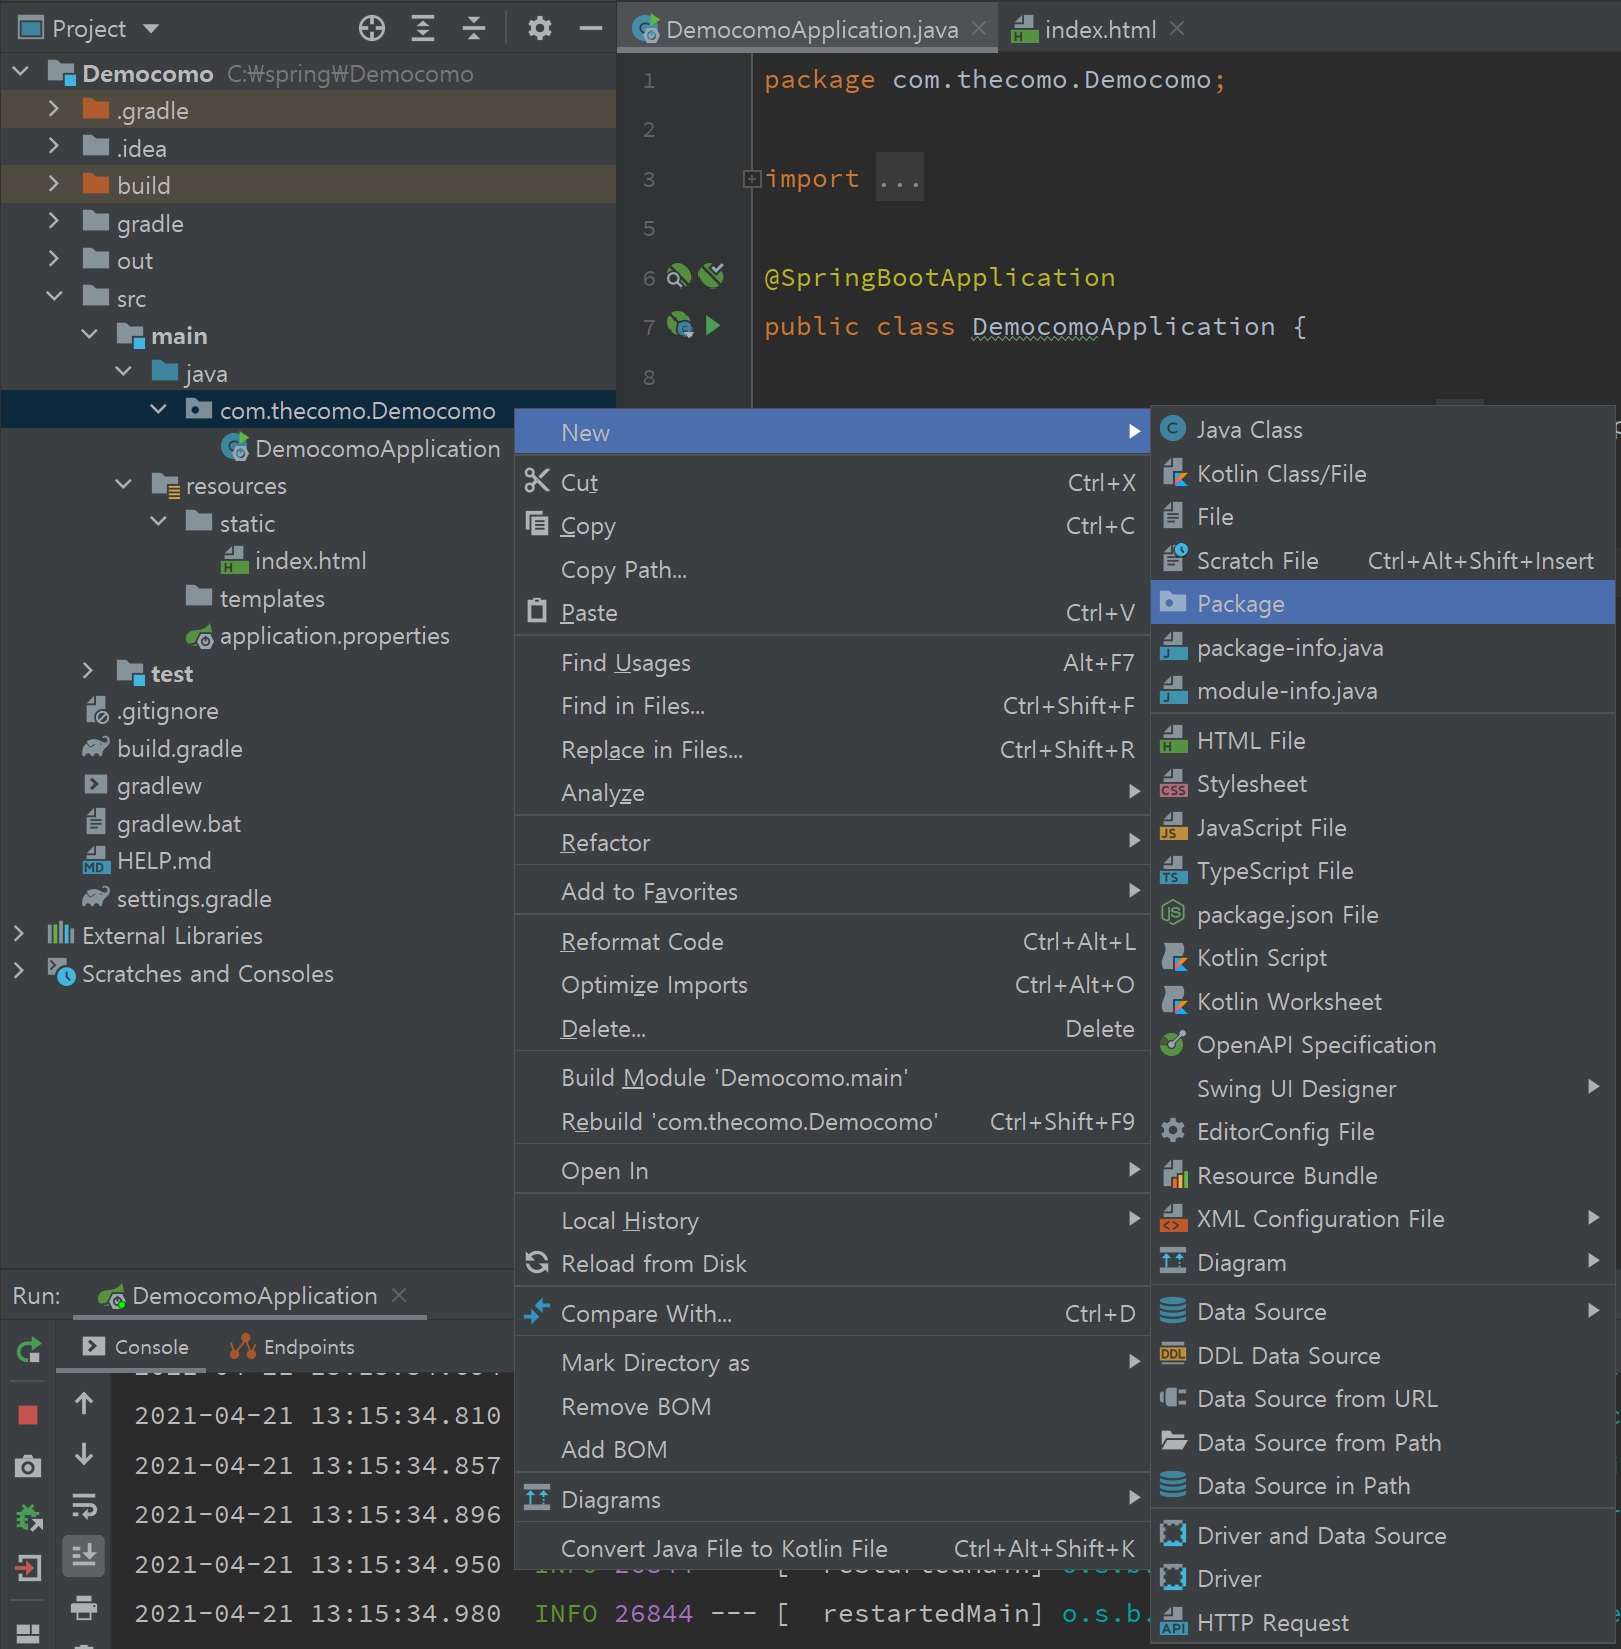 Project
Democomo C:\spring\Democomo
.gradle
.idea
build
gradle
out
src
main
java
com.thecomo.Democomo
DemocomoApplication
resources
static
index.html
templates
application.properties
test
.gitignore
build.gradle
gradlew
gradlew.bat
HELP.md
settings.gradle
External Libraries
Scratches and Consoles
DemocomoApplication.java
index.html
1 package com.thecomo.Democomo;
2
3 import ...
5
6 @SpringBootApplication
7 public class DemocomoApplication {
8
New
Cut Ctrl+X
Copy Ctrl+C
Copy Path...
Paste Ctrl+V
Find Usages Alt+F7
Find in Files... Ctrl+Shift+F
Replace in Files... Ctrl+Shift+R
Analyze
Refactor
Add to Favorites
Reformat Code Ctrl+Alt+L
Optimize Imports Ctrl+Alt+O
Delete... Delete
Build Module 'Democomo.main'
Rebuild 'com.thecomo.Democomo' Ctrl+Shift+F9
Open In
Local History
Reload from Disk
Compare With... Ctrl+D
Mark Directory as
Remove BOM
Add BOM
Diagrams
Convert Java File to Kotlin File Ctrl+Alt+Shift+K
Java Class
Kotlin Class/File
File
Scratch File Ctrl+Alt+Shift+Insert
Package
package-info.java
module-info.java
HTML File
Stylesheet
JavaScript File
TypeScript File
package.json File
Kotlin Script
Kotlin Worksheet
OpenAPI Specification
Swing UI Designer
EditorConfig File
Resource Bundle
XML Configuration File
Diagram
Data Source
DDL Data Source
Data Source from URL
Data Source from Path
Data Source in Path
Driver and Data Source
Driver
HTTP Request
Run: DemocomoApplication
Console Endpoints
2021-04-21 13:15:34.810
2021-04-21 13:15:34.857
2021-04-21 13:15:34.896
2021-04-21 13:15:34.950 INFO 26844 --- [ restartedMain] o.s.b.
2021-04-21 13:15:34.980 INFO 26844 --- [ restartedMain] o.s.b.